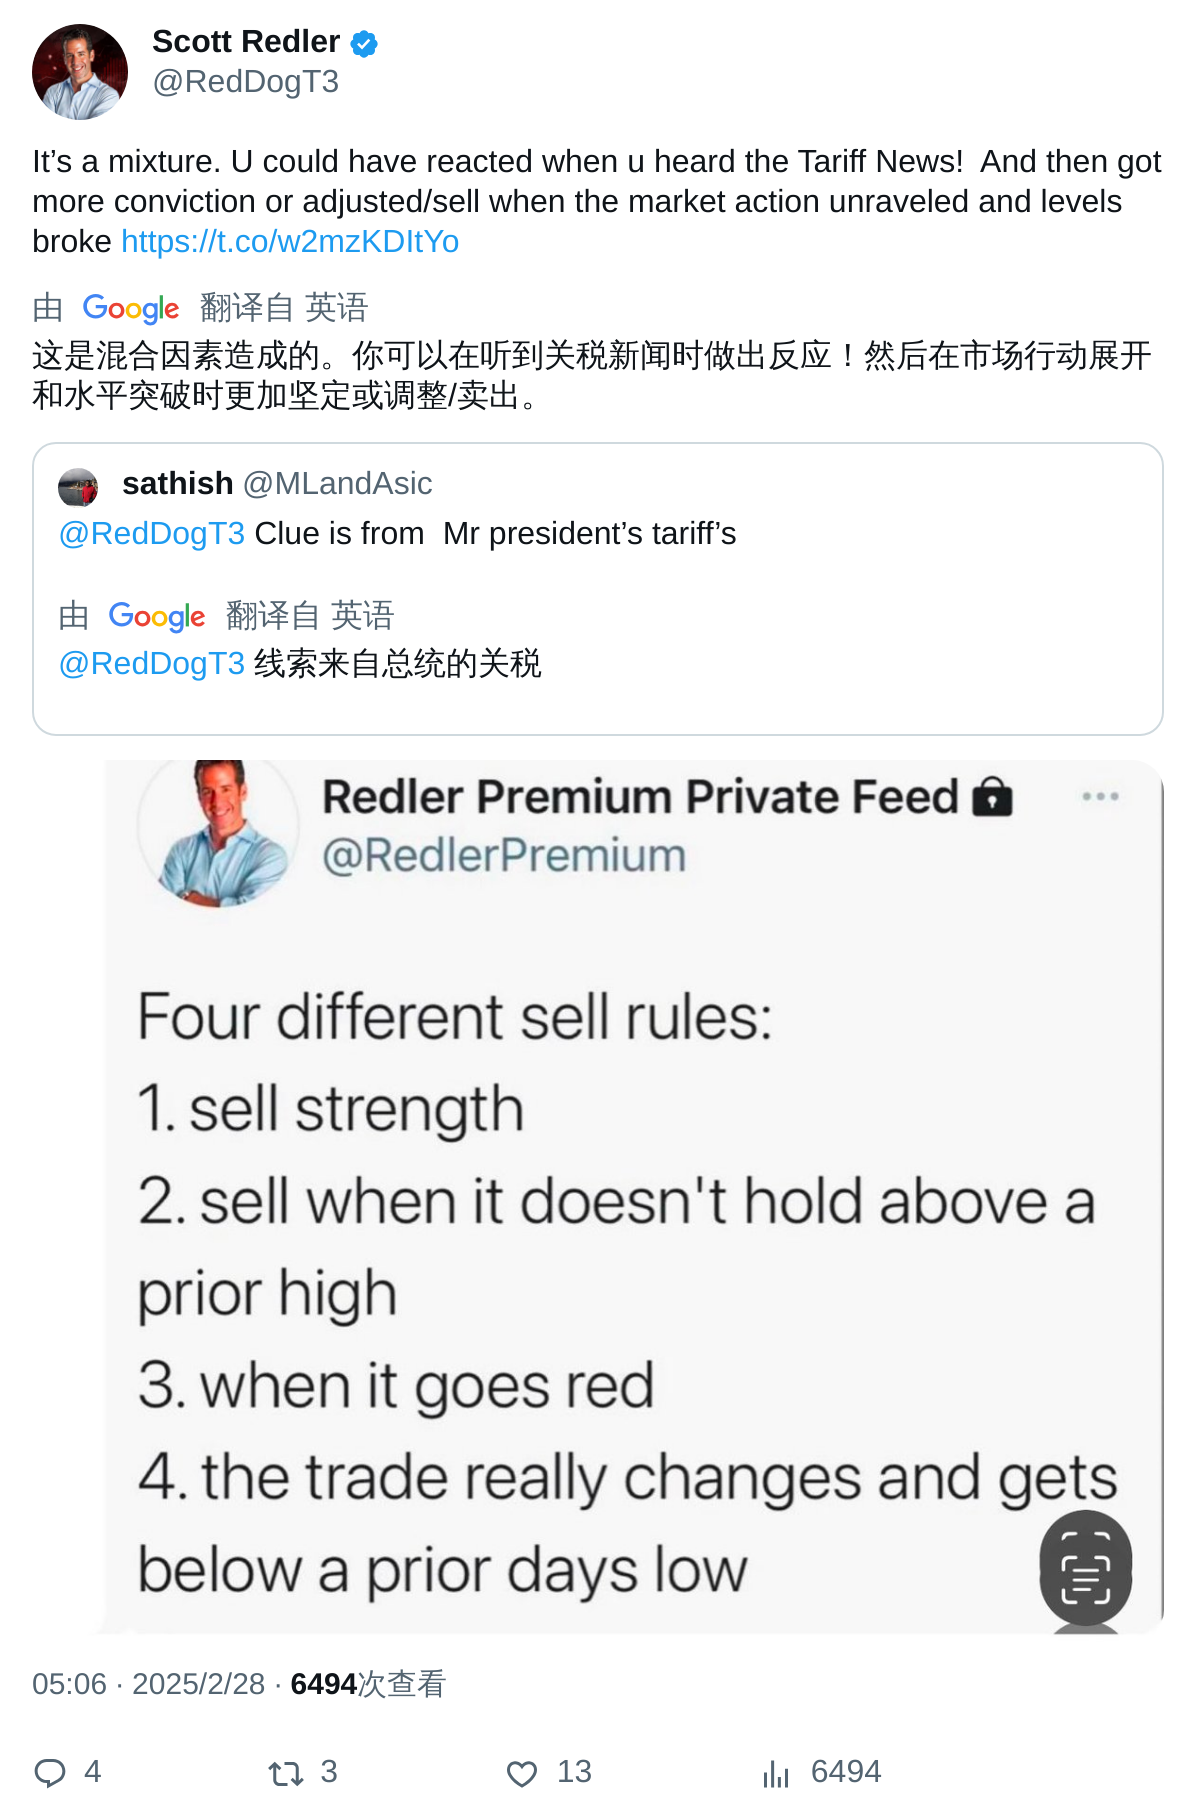 Scott Redler
@RedDogT3
It’s a mixture. U could have reacted when u heard the Tariff News!  And then got
more conviction or adjusted/sell when the market action unraveled and levels
broke https://t.co/w2mzKDItYo
由 Google 翻译自 英语
这是混合因素造成的。你可以在听到关税新闻时做出反应！然后在市场行动展开
和水平突破时更加坚定或调整/卖出。
sathish @MLandAsic
@RedDogT3 Clue is from  Mr president’s tariff’s
由 Google 翻译自 英语
@RedDogT3 线索来自总统的关税
Redler Premium Private Feed
@RedlerPremium
Four different sell rules:
1. sell strength
2. sell when it doesn't hold above a
prior high
3. when it goes red
4. the trade really changes and gets
below a prior days low
05:06 · 2025/2/28 · 6494次查看
4 3 13 6494